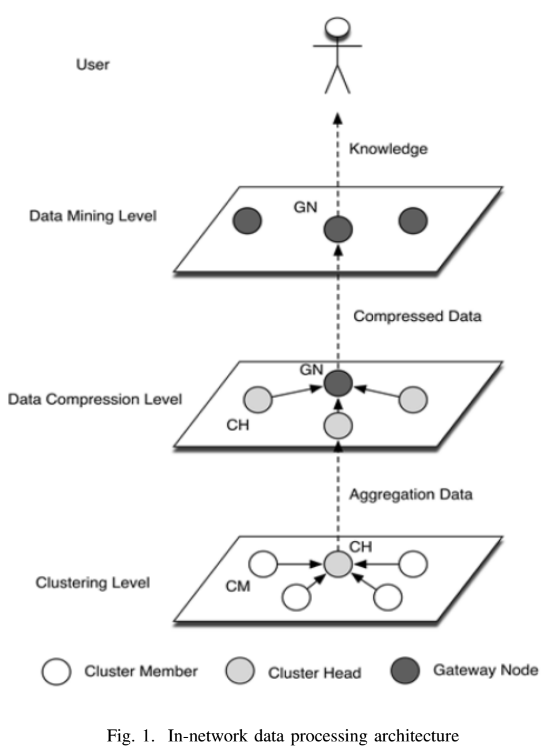 User
Knowledge
GN
Data Mining Level
Compressed Data
GN
Data Compression Level
CH
Aggregation Data
CH
Clustering Level
CM
Cluster Member
Cluster Head
Gateway Node
Fig. 1. In-network data processing architecture